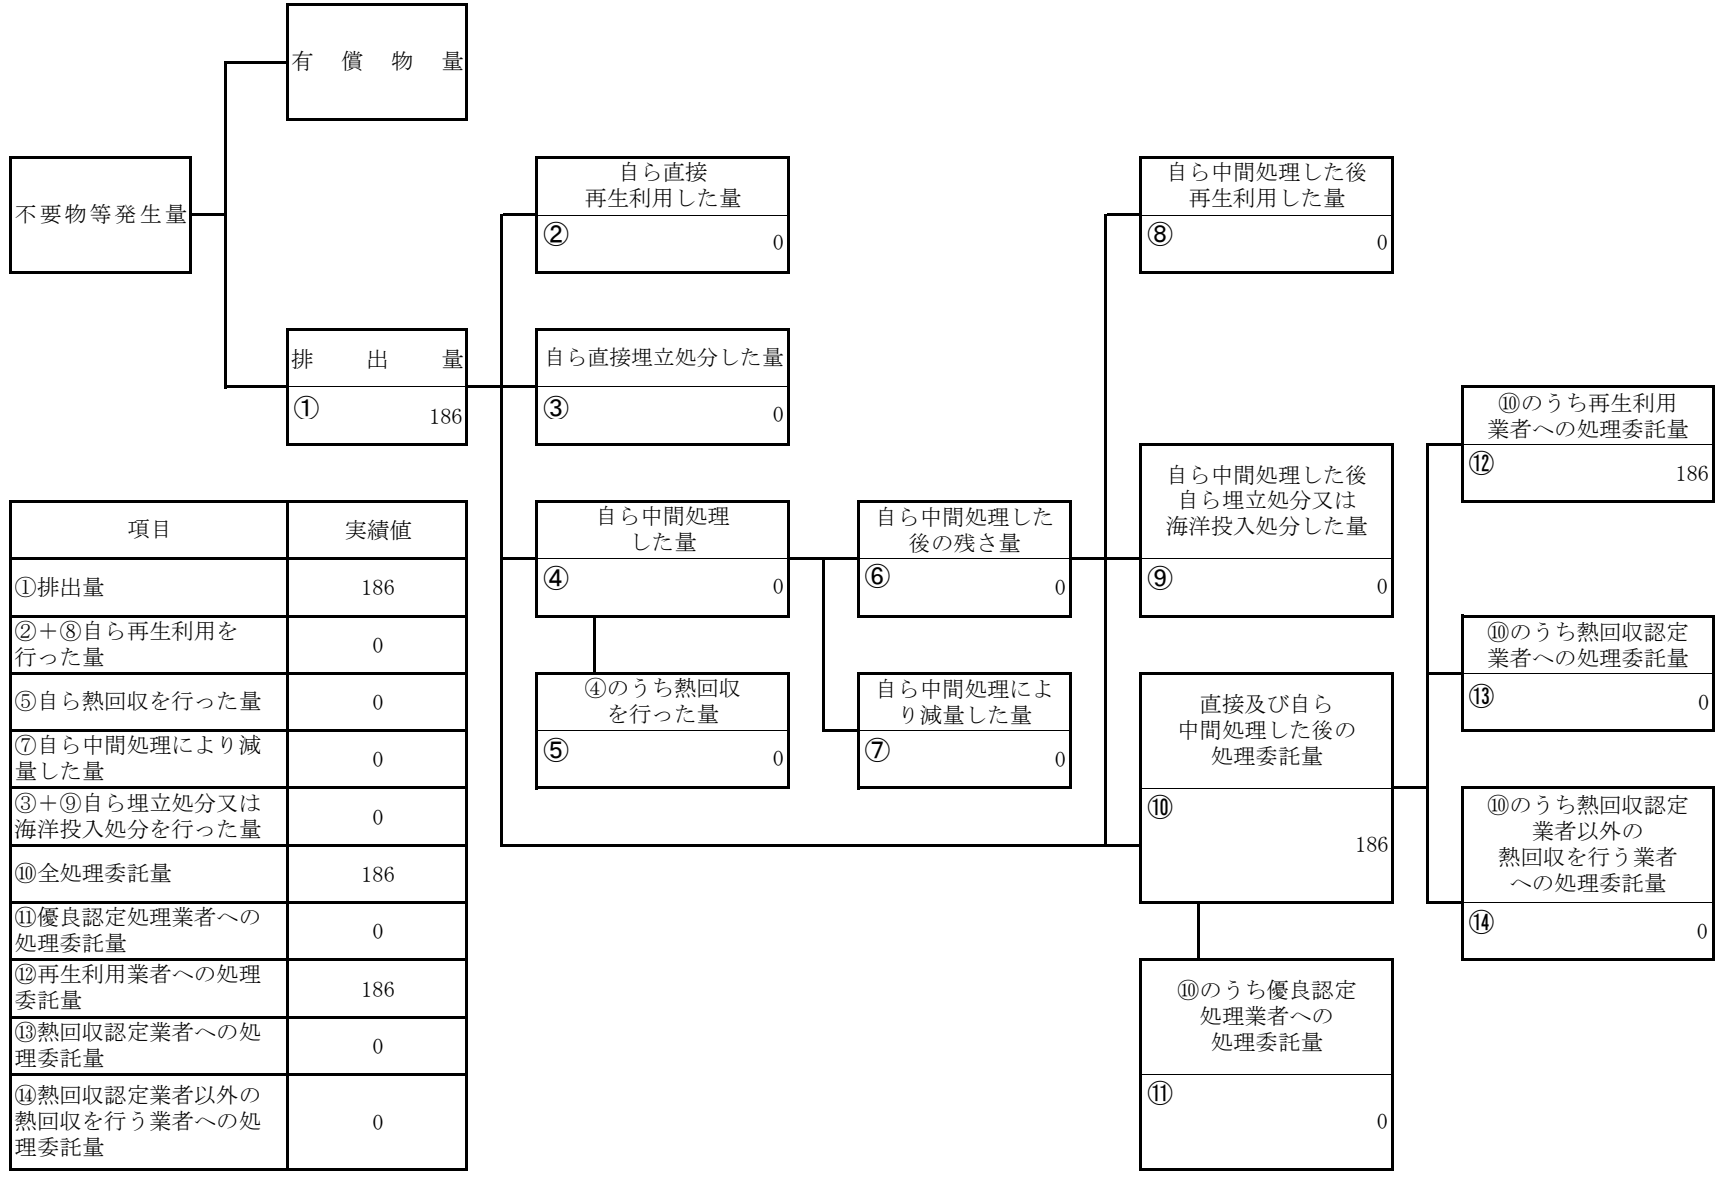 有償物量
不要物等発生量
排出量
①
186
自ら直接
再生利用した量
②
0
自ら直接埋立処分した量
③
0
自ら中間処理
した量
④
0
④のうち熱回収
を行った量
⑤
0
自ら中間処理した
後の残さ量
⑥
0
自ら中間処理によ
り減量した量
⑦
0
自ら中間処理した後
再生利用した量
⑧
0
自ら中間処理した後
自ら埋立処分又は
海洋投入処分した量
⑨
0
直接及び自ら
中間処理した後の
処理委託量
⑩
186
⑩のうち優良認定
処理業者への
処理委託量
⑪
0
⑩のうち再生利用
業者への処理委託量
⑫
186
⑩のうち熱回収認定
業者への処理委託量
⑬
0
⑩のうち熱回収認定
業者以外の
熱回収を行う業者
への処理委託量
⑭
0
項目
実績値
①排出量
186
②＋⑧自ら再生利用を
行った量
0
⑤自ら熱回収を行った量
0
⑦自ら中間処理により減
量した量
0
③＋⑨自ら埋立処分又は
海洋投入処分を行った量
0
⑩全処理委託量
186
⑪優良認定処理業者への
処理委託量
0
⑫再生利用業者への処理
委託量
186
⑬熱回収認定業者への処
理委託量
0
⑭熱回収認定業者以外の
熱回収を行う業者への処
理委託量
0